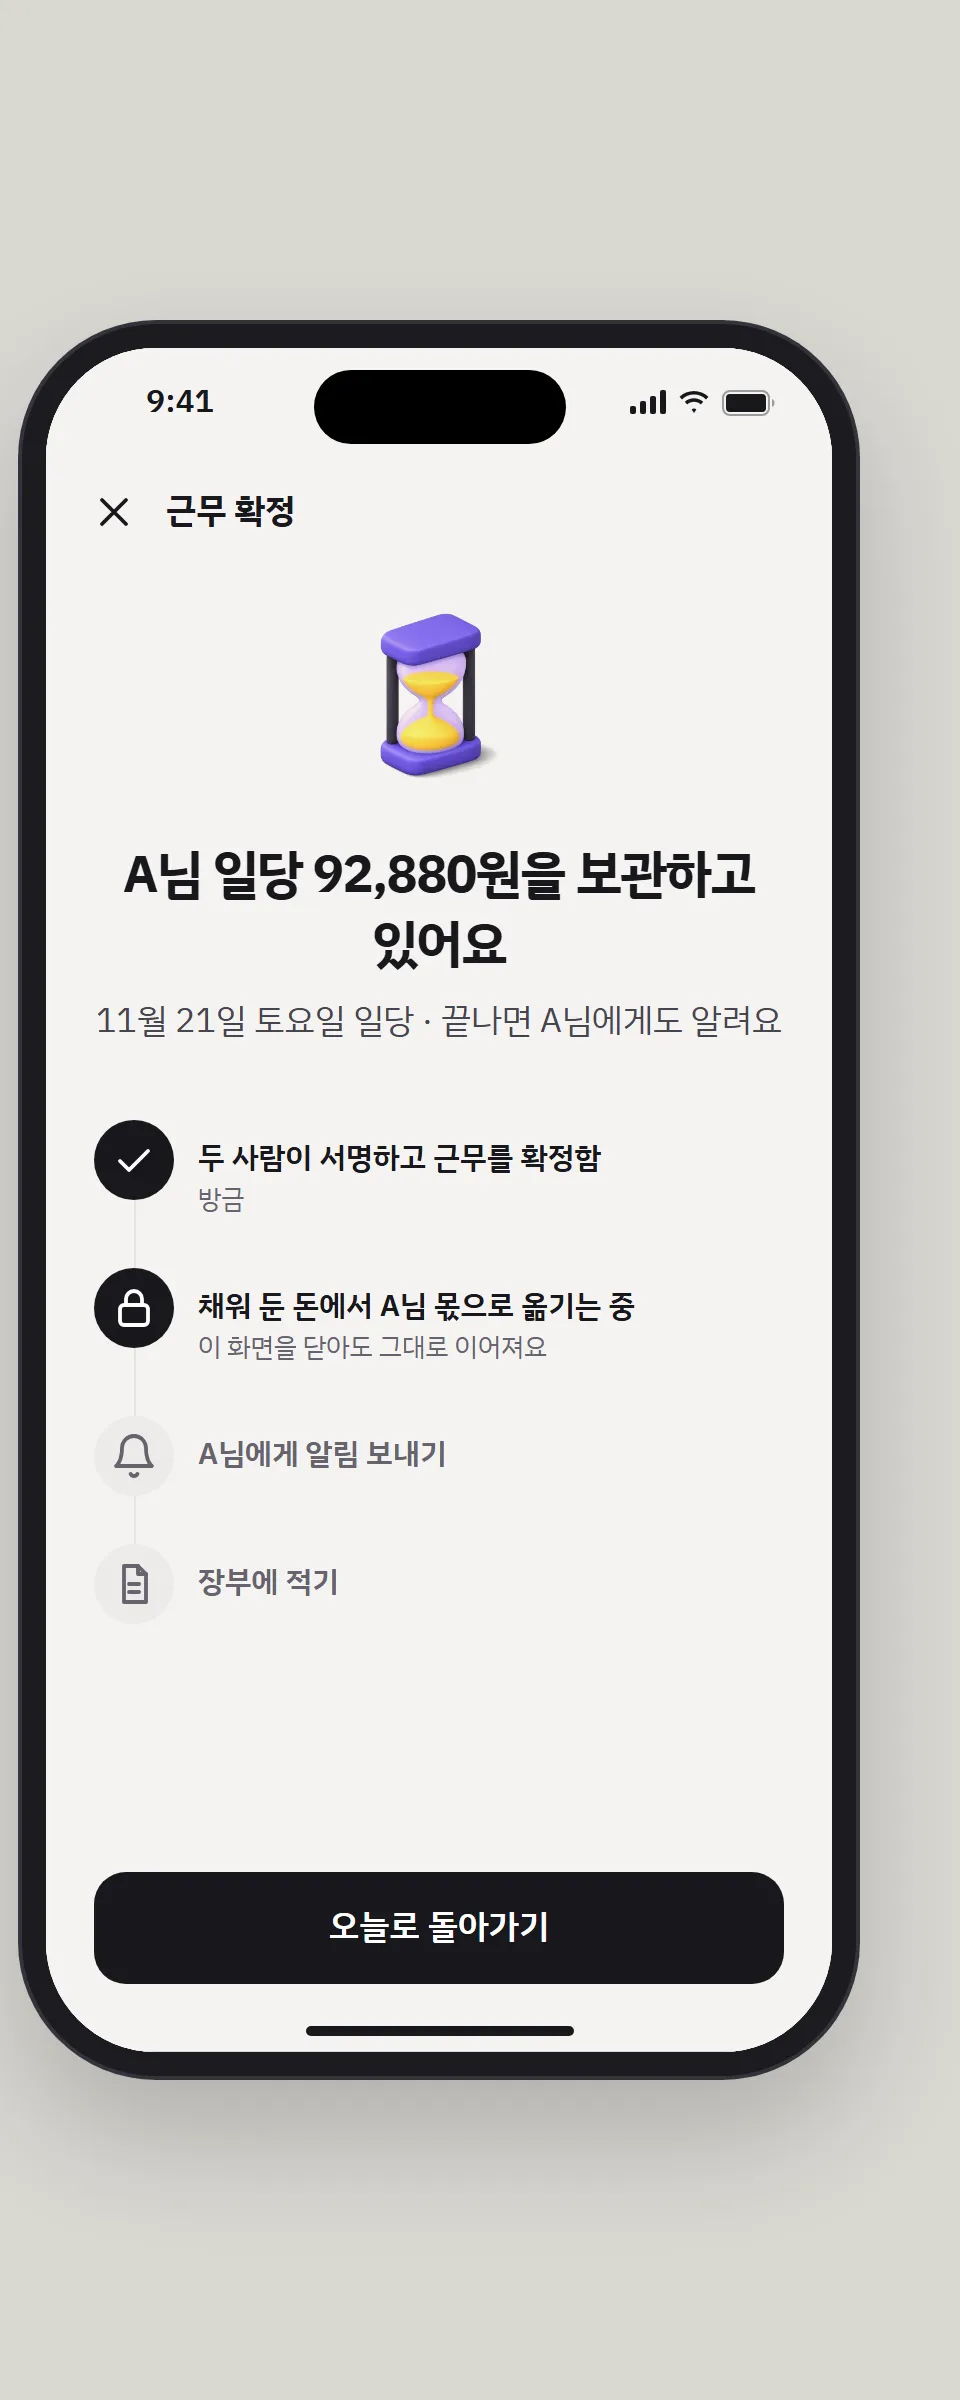 9:41
근무 확정
A님 일당 92,880원을 보관하고
있어요
11월 21일 토요일 일당 · 끝나면 A님에게도 알려요
두 사람이 서명하고 근무를 확정함
방금
채워 둔 돈에서 A님 몫으로 옮기는 중
이 화면을 닫아도 그대로 이어져요
A님에게 알림 보내기
장부에 적기
오늘로 돌아가기